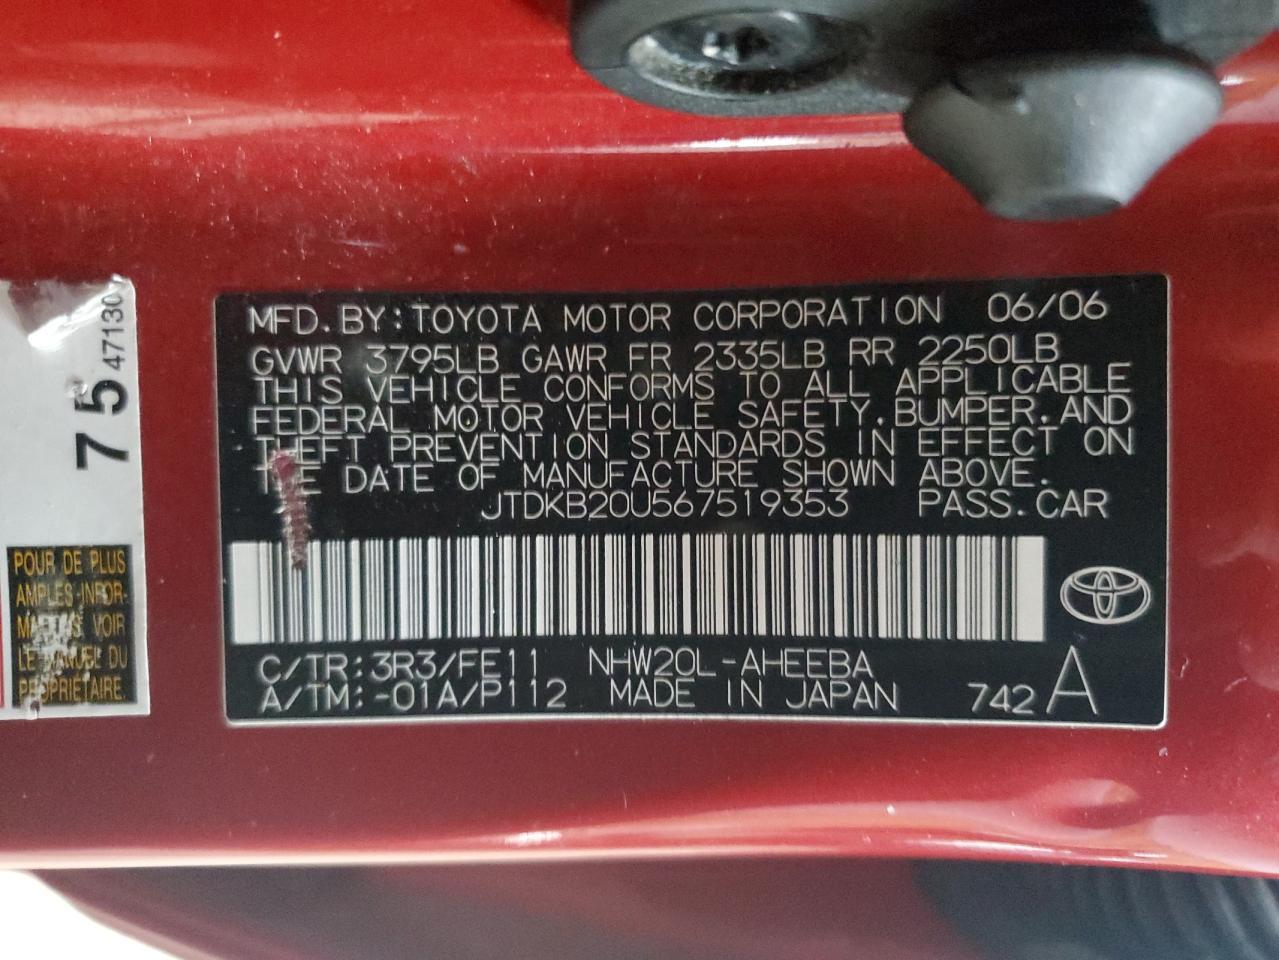 MFD.BY:TOYOTA MOTOR CORPORATION 06/06
GVWR 3795LB GAWR FR 2335LB RR 2250LB
THIS VEHICLE CONFORMS TO ALL APPLICABLE
FEDERAL MOTOR VEHICLE SAFETY,BUMPER,AND
THEFT PREVENTION STANDARDS IN EFFECT ON
THE DATE OF MANUFACTURE SHOWN ABOVE.
JTDKB20U567519353 PASS.CAR
C/TR:3R3/FE11 NHW20L-AHEEBA
A/TM:-01A/P112 MADE IN JAPAN 742 A
75
47130
POUR DE PLUS
AMPLES INFOR-
MATIONS VOIR
LE MANUEL DU
PROPRIÉTAIRE